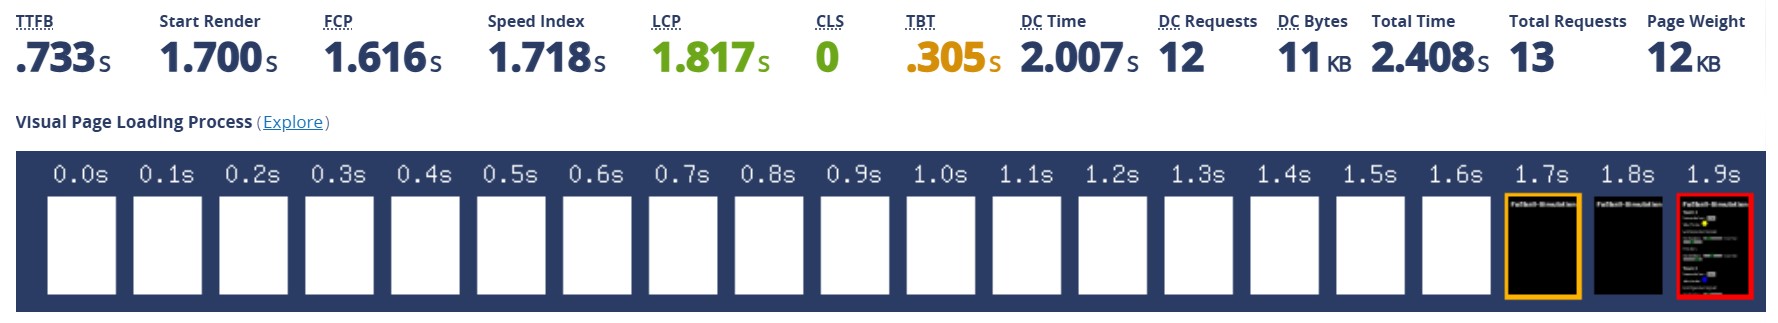 TTFB Start Render FCP Speed Index LCP CLS TBT DC Time DC Requests DC Bytes Total Time Total Requests Page Weight
.733s 1.700s 1.616s 1.718s 1.817s 0 .305s 2.007s 12 11KB 2.408s 13 12KB
Visual Page Loading Process (Explore)
0.0s 0.1s 0.2s 0.3s 0.4s 0.5s 0.6s 0.7s 0.8s 0.9s 1.0s 1.1s 1.2s 1.3s 1.4s 1.5s 1.6s 1.7s 1.8s 1.9s